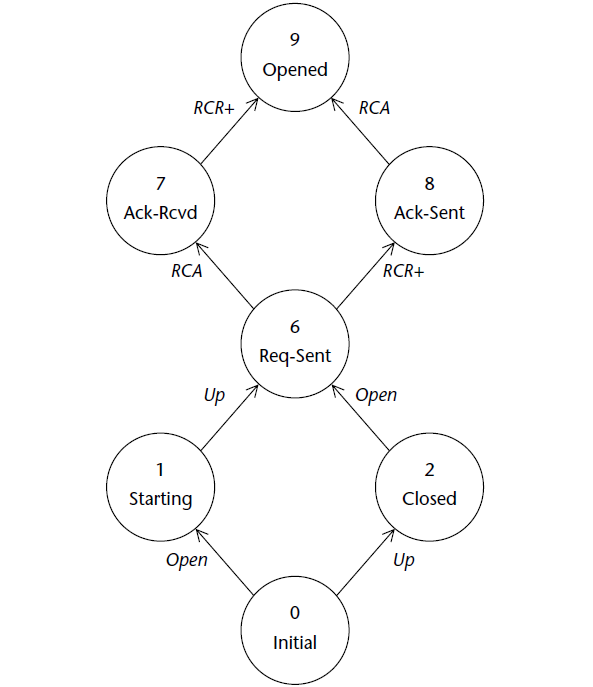 9
Opened
RCR+
RCA
7
Ack-Rcvd
8
Ack-Sent
RCA
RCR+
6
Req-Sent
Up
Open
1
Starting
2
Closed
Open
Up
0
Initial